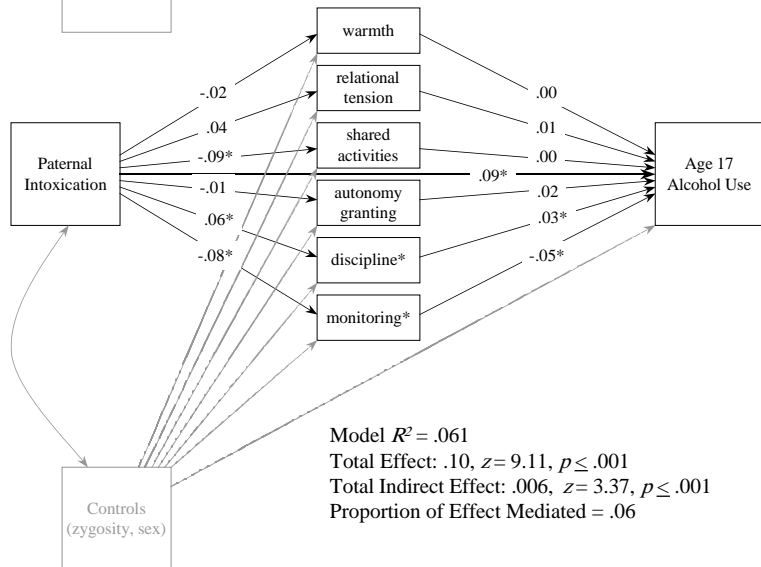 warmth
-.02
.00
relational
tension
.04
.01
shared
activities
-.09*
.00
Paternal
Intoxication
.09*
Age 17
Alcohol Use
-.01
autonomy
granting
.02
.06*
discipline*
.03*
-.08*
monitoring*
-.05*
Model R² = .061
Total Effect: .10, z = 9.11, p ≤ .001
Total Indirect Effect: .006, z = 3.37, p ≤ .001
Proportion of Effect Mediated = .06
Controls
(zygosity, sex)